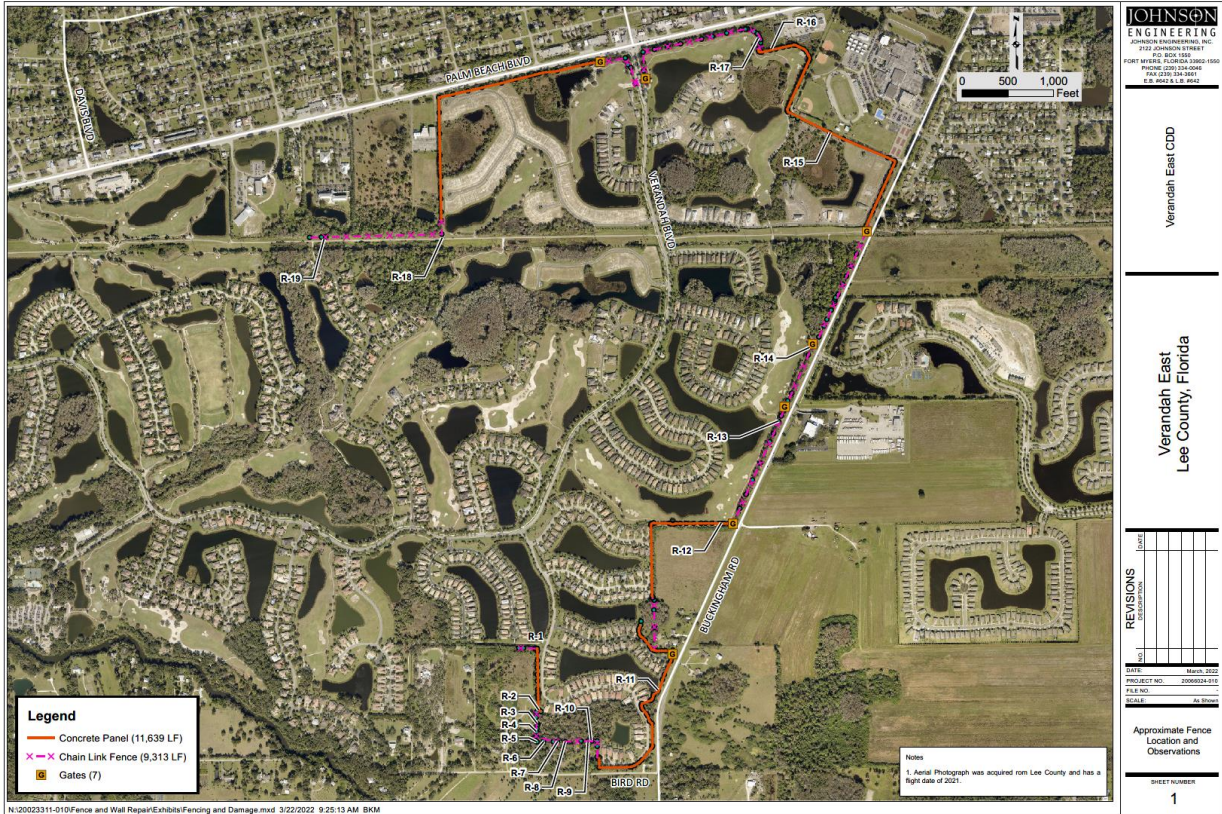 PALM BEACH BLVD
DAVIS BLVD
VERANDAH BLVD
BUCKINGHAM RD
BIRD RD
R-16
R-17
R-15
R-19
R-18
R-14
R-13
R-12
R-1
R-11
R-2
R-3
R-10
R-4
R-5
R-6
R-7
R-8
R-9
G
G
G
G
G
G
G
0 500 1,000
Feet
Legend
Concrete Panel (11,639 LF)
Chain Link Fence (9,313 LF)
G Gates (7)
Notes
1. Aerial Photograph was acquired rom Lee County and has a
flight date of 2021.
N:\20023311-010\Fence and Wall Repair\Exhibits\Fencing and Damage.mxd 3/22/2022 9:25:13 AM BKM
JOHNSON
ENGINEERING
JOHNSON ENGINEERING, INC.
2122 JOHNSON STREET
P.O. BOX 1550
FORT MYERS, FLORIDA 33902-1550
PHONE (239) 334-0046
FAX (239) 334-3661
E.B. #642 & L.B. #642
Verandah East CDD
Verandah East
Lee County, Florida
REVISIONS
NO. DESCRIPTION DATE
DATE: March, 2022
PROJECT NO. 20066024-010
FILE NO. -
SCALE: As Shown
Approximate Fence
Location and
Observations
SHEET NUMBER
1